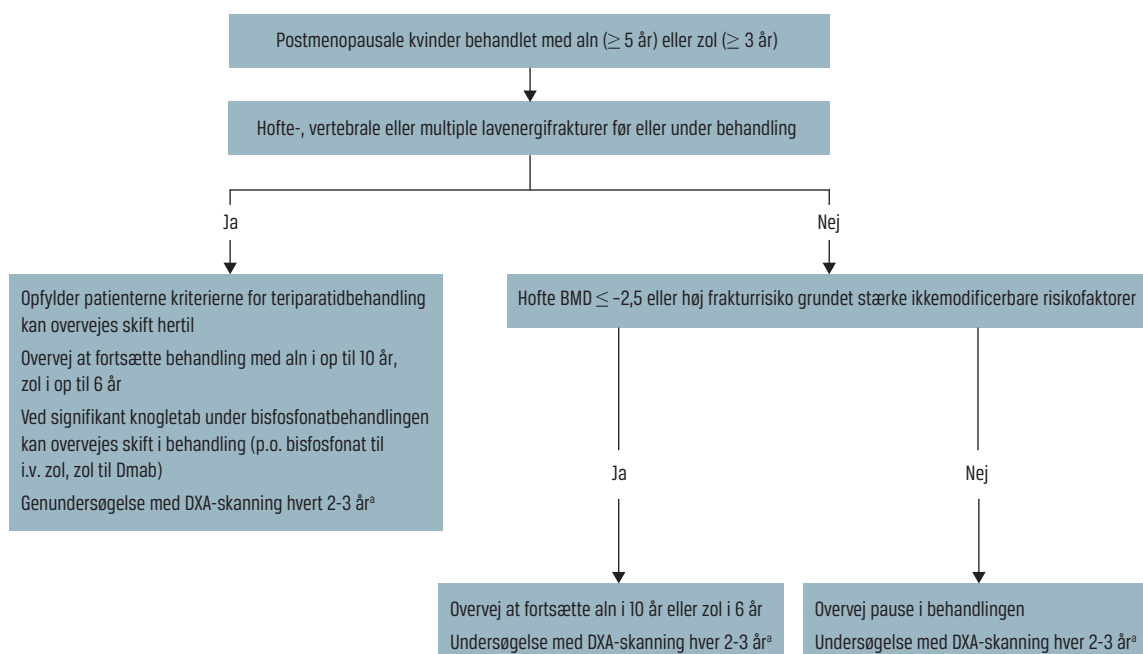 Postmenopausale kvinder behandlet med aln (≥ 5 år) eller zol (≥ 3 år)
Hofte-, vertebrale eller multiple lavenergifrakturer før eller under behandling
Ja
Nej
Opfylder patienterne kriterierne for teriparatidbehandling
kan overvejes skift hertil
Overvej at fortsætte behandling med aln i op til 10 år,
zol i op til 6 år
Ved signifikant knogletab under bisfosfonatbehandlingen
kan overvejes skift i behandling (p.o. bisfosfonat til
i.v. zol, zol til Dmab)
Genundersøgelse med DXA-skanning hvert 2-3 årᵃ
Hofte BMD ≤ −2,5 eller høj frakturrisiko grundet stærke ikkemodificerbare risikofaktorer
Ja
Nej
Overvej at fortsætte aln i 10 år eller zol i 6 år
Undersøgelse med DXA-skanning hver 2-3 årᵃ
Overvej pause i behandlingen
Undersøgelse med DXA-skanning hver 2-3 årᵃ